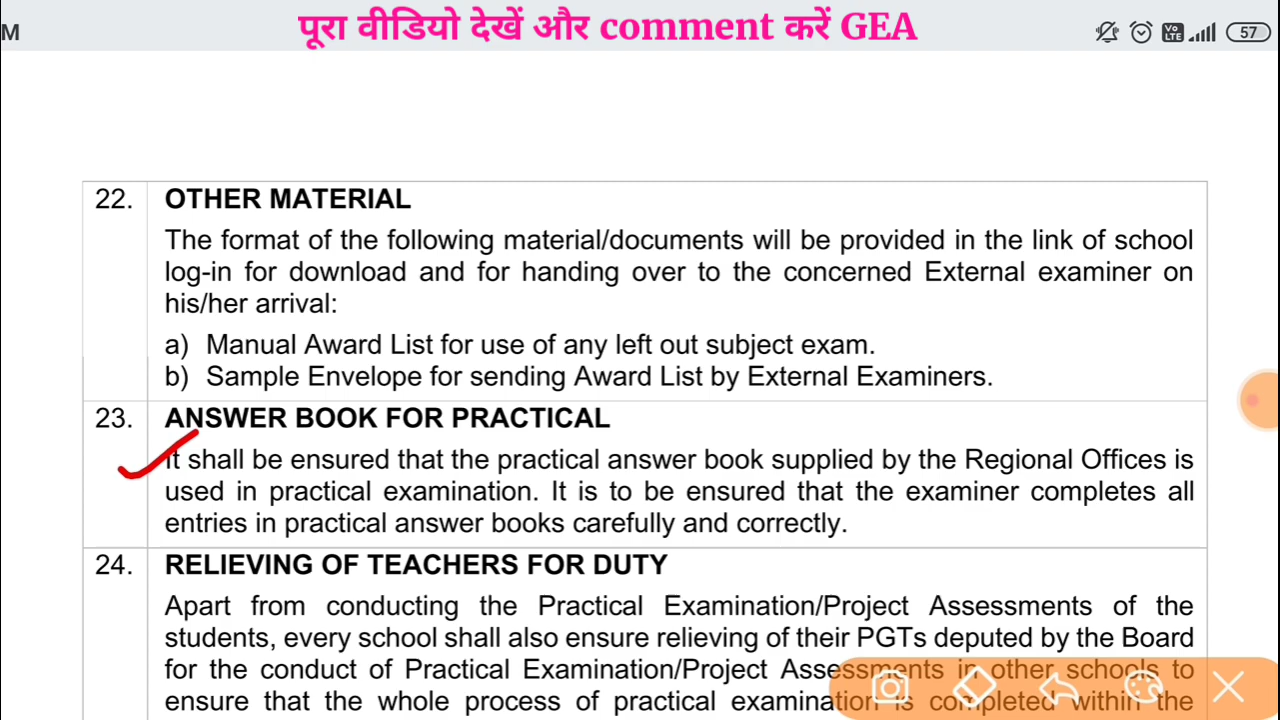 M
पूरा वीडियो देखें और comment करें GEA
Vo LTE
57
22. OTHER MATERIAL
The format of the following material/documents will be provided in the link of school
log-in for download and for handing over to the concerned External examiner on
his/her arrival:
a) Manual Award List for use of any left out subject exam.
b) Sample Envelope for sending Award List by External Examiners.
23. ANSWER BOOK FOR PRACTICAL
It shall be ensured that the practical answer book supplied by the Regional Offices is
used in practical examination. It is to be ensured that the examiner completes all
entries in practical answer books carefully and correctly.
24. RELIEVING OF TEACHERS FOR DUTY
Apart from conducting the Practical Examination/Project Assessments of the
students, every school shall also ensure relieving of their PGTs deputed by the Board
for the conduct of Practical Examination/Project Assessments in other schools to
ensure that the whole process of practical examination is completed within the